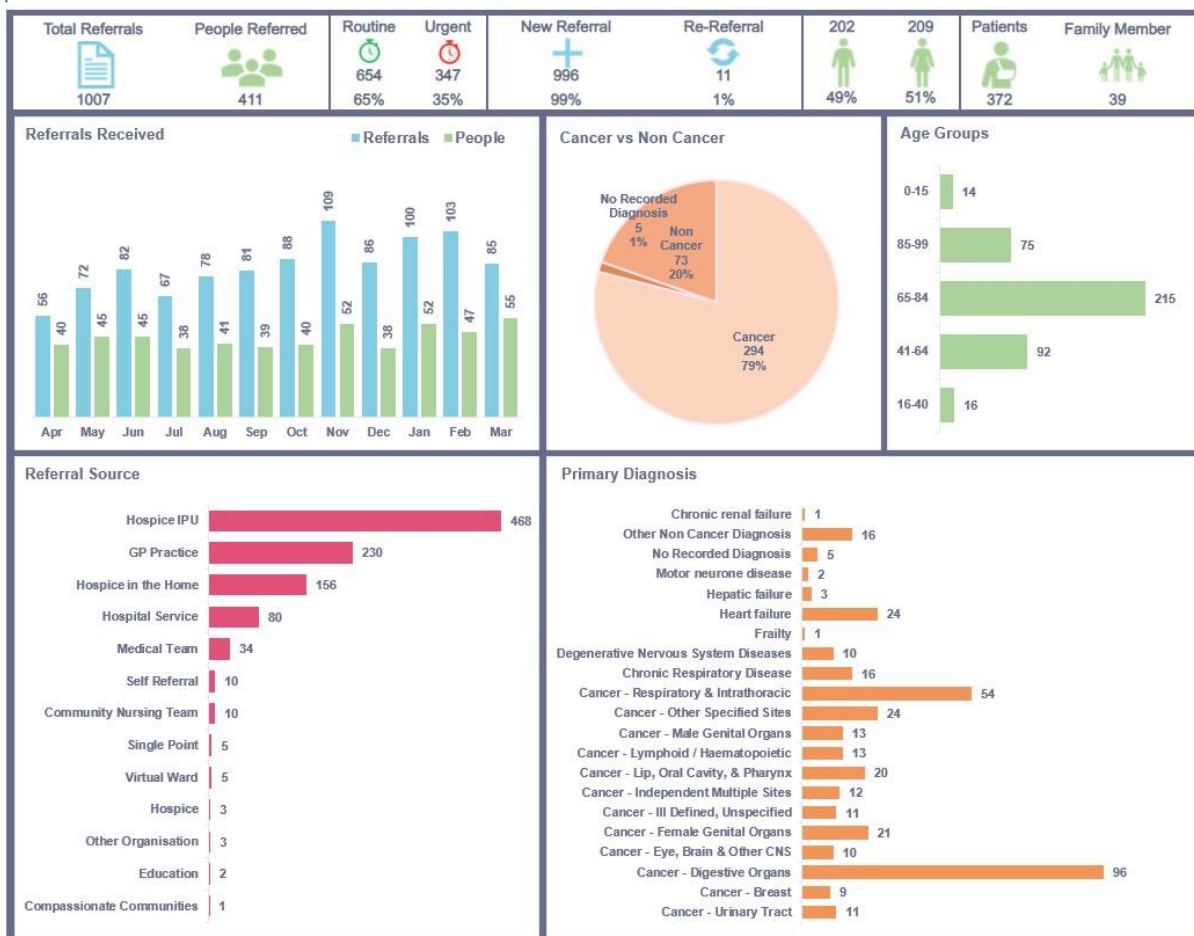 Total Referrals
1007
People Referred
411
Routine
654
65%
Urgent
347
35%
New Referral
996
99%
Re-Referral
11
1%
202
49%
209
51%
Patients
372
Family Member
39
Referrals Received
Referrals People
56 40 72 45 82 45 67 38 78 41 81 39 88 40 109 52 86 38 100 52 103 47 85 55
Apr May Jun Jul Aug Sep Oct Nov Dec Jan Feb Mar
Cancer vs Non Cancer
No Recorded
Diagnosis
5
1%
Non
Cancer
73
20%
Cancer
294
79%
Age Groups
0-15 14
85-99 75
65-84 215
41-64 92
16-40 16
Referral Source
Hospice IPU 468
GP Practice 230
Hospice in the Home 156
Hospital Service 80
Medical Team 34
Self Referral 10
Community Nursing Team 10
Single Point 5
Virtual Ward 5
Hospice 3
Other Organisation 3
Education 2
Compassionate Communities 1
Primary Diagnosis
Chronic renal failure 1
Other Non Cancer Diagnosis 16
No Recorded Diagnosis 5
Motor neurone disease 2
Hepatic failure 3
Heart failure 24
Frailty 1
Degenerative Nervous System Diseases 10
Chronic Respiratory Disease 16
Cancer - Respiratory & Intrathoracic 54
Cancer - Other Specified Sites 24
Cancer - Male Genital Organs 13
Cancer - Lymphoid / Haematopoietic 13
Cancer - Lip, Oral Cavity, & Pharynx 20
Cancer - Independent Multiple Sites 12
Cancer - Ill Defined, Unspecified 11
Cancer - Female Genital Organs 21
Cancer - Eye, Brain & Other CNS 10
Cancer - Digestive Organs 96
Cancer - Breast 9
Cancer - Urinary Tract 11